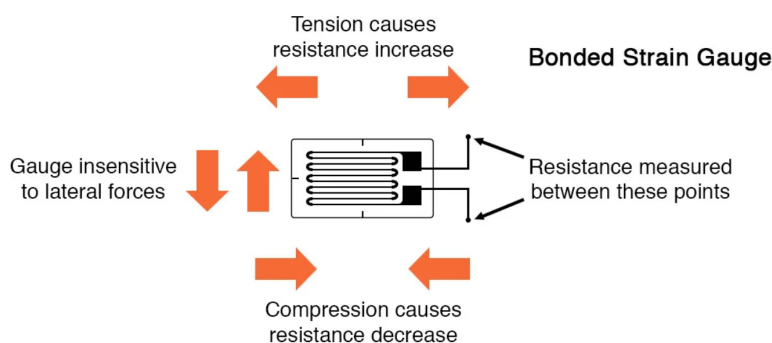 Tension causes
resistance increase
Bonded Strain Gauge
Gauge insensitive
to lateral forces
Resistance measured
between these points
Compression causes
resistance decrease